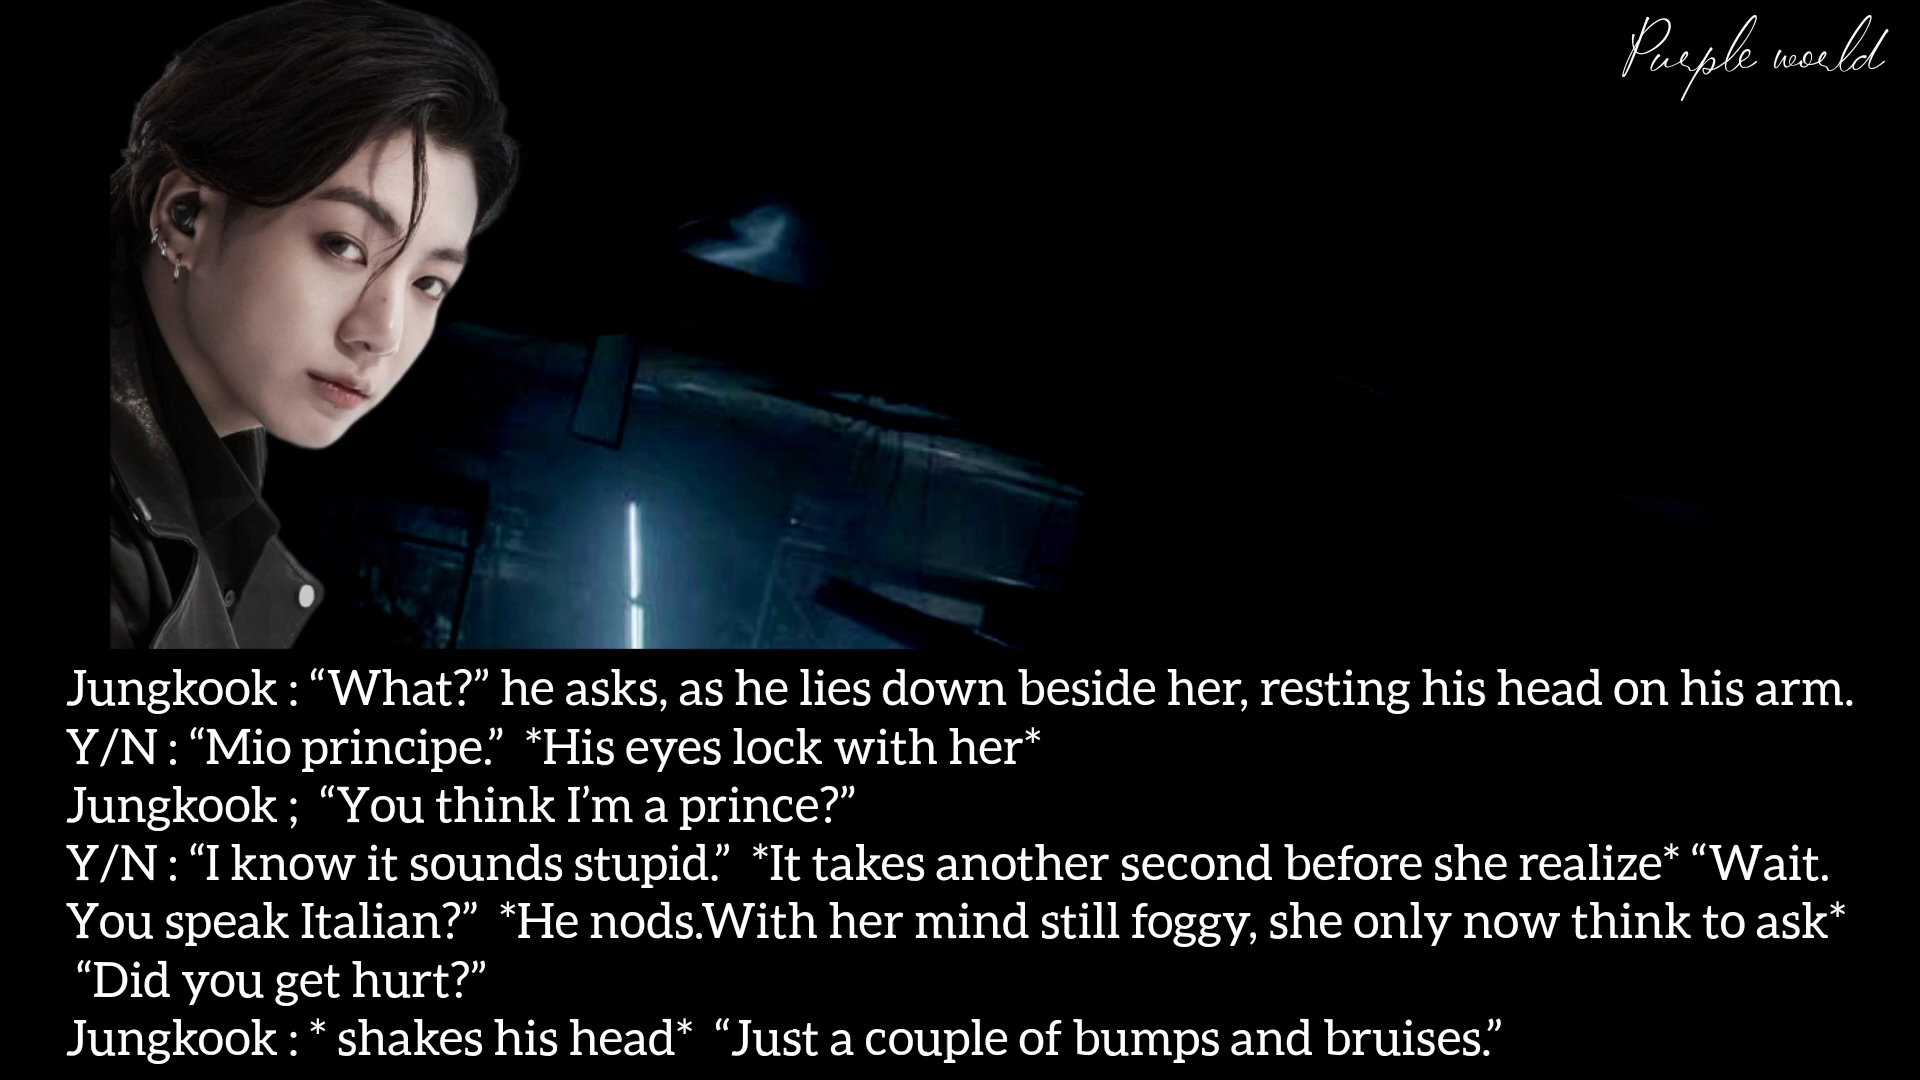 Purple world
Jungkook : “What?” he asks, as he lies down beside her, resting his head on his arm.
Y/N : “Mio principe.”  *His eyes lock with her*
Jungkook ;  “You think I’m a prince?”
Y/N : “I know it sounds stupid.”  *It takes another second before she realize* “Wait.
You speak Italian?”  *He nods.With her mind still foggy, she only now think to ask*
“Did you get hurt?”
Jungkook : * shakes his head*  “Just a couple of bumps and bruises.”